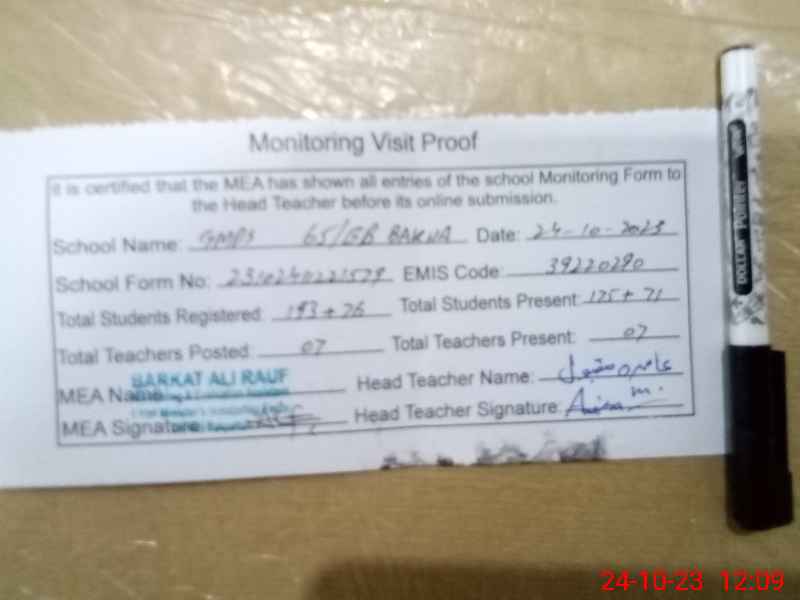 Monitoring Visit Proof
It is certified that the MEA has shown all entries of the school Monitoring Form to
the Head Teacher before its online submission.
School Name: GMPS 65/GB BAKNA Date: 24-10-2023
School Form No: EMIS Code 39220290
Total Students Registered: 193+76 Total Students Present: 175+71
Total Teachers Posted: 07 Total Teachers Present: 07
MEA Name BARKAT ALI RAUF Head Teacher Name:
MEA Signature Head Teacher Signature:
DOLLAR Pointer
24-10-23 12:09